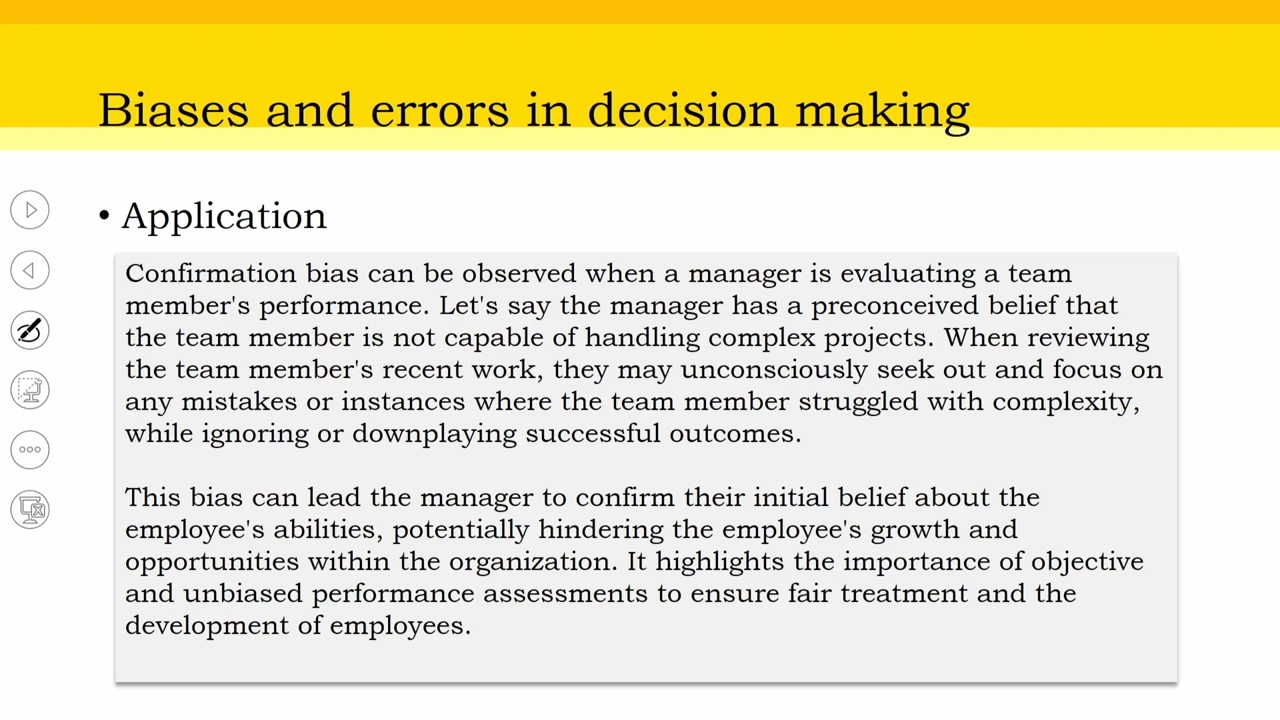 Biases and errors in decision making
• Application
Confirmation bias can be observed when a manager is evaluating a team
member's performance. Let's say the manager has a preconceived belief that
the team member is not capable of handling complex projects. When reviewing
the team member's recent work, they may unconsciously seek out and focus on
any mistakes or instances where the team member struggled with complexity,
while ignoring or downplaying successful outcomes.
This bias can lead the manager to confirm their initial belief about the
employee's abilities, potentially hindering the employee's growth and
opportunities within the organization. It highlights the importance of objective
and unbiased performance assessments to ensure fair treatment and the
development of employees.